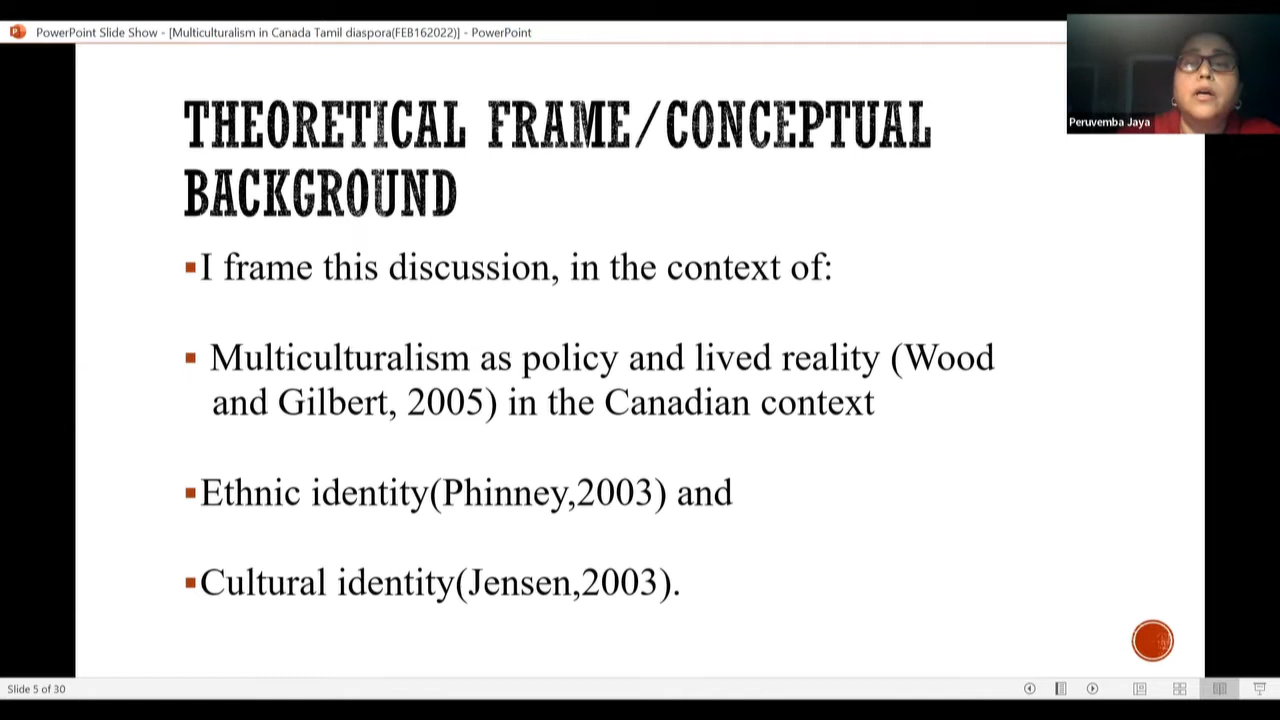 PowerPoint Slide Show - [Multiculturalism in Canada Tamil diaspora(FEB162022)] - PowerPoint
Peruvemba Jaya
THEORETICAL FRAME/CONCEPTUAL
BACKGROUND
▪I frame this discussion, in the context of:
▪ Multiculturalism as policy and lived reality (Wood
and Gilbert, 2005) in the Canadian context
▪Ethnic identity(Phinney,2003) and
▪Cultural identity(Jensen,2003).
Slide 5 of 30